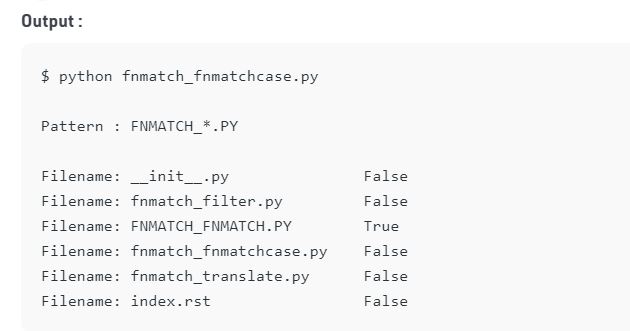 Output :
$ python fnmatch_fnmatchcase.py
Pattern : FNMATCH_*.PY
Filename: __init__.py                False
Filename: fnmatch_filter.py          False
Filename: FNMATCH_FNMATCH.PY         True
Filename: fnmatch_fnmatchcase.py     False
Filename: fnmatch_translate.py       False
Filename: index.rst                  False